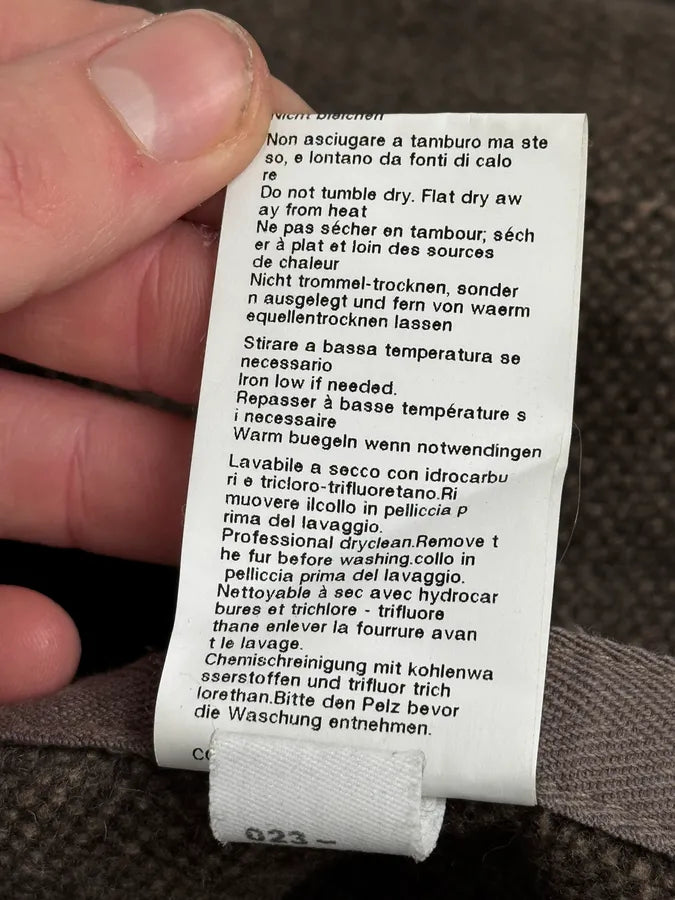 Nicht bleichen
Non asciugare a tamburo ma ste
so, e lontano da fonti di calo
re
Do not tumble dry. Flat dry aw
ay from heat
Ne pas sécher en tambour; séch
er à plat et loin des sources
de chaleur
Nicht trommel-trocknen, sonder
n ausgelegt und fern von waerm
equellentrocknen lassen
Stirare a bassa temperatura se
necessario
Iron low if needed.
Repasser à basse température s
i necessaire
Warm buegeln wenn notwendingen
Lavabile a secco con idrocarbu
ri e tricloro-trifluoretano.Ri
muovere ilcollo in pelliccia p
rima del lavaggio.
Professional dryclean.Remove t
he fur before washing.collo in
pelliccia prima del lavaggio.
Nettoyable à sec avec hydrocar
bures et trichlore - trifluore
thane enlever la fourrure avan
t le lavage.
Chemischreinigung mit kohlenwa
sserstoffen und trifluor trich
lorethan.Bitte den Pelz bevor
die Waschung entnehmen.
023 -